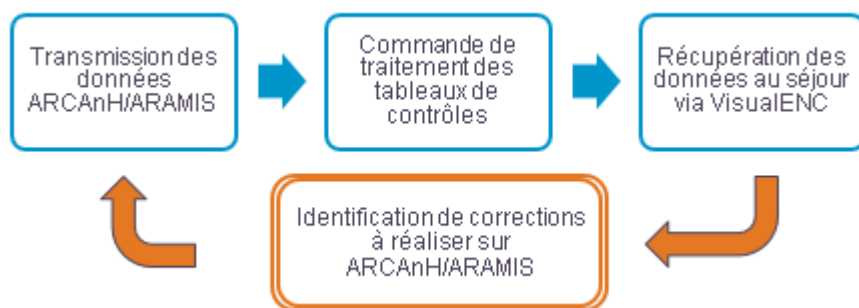 Transmission des
données
ARCAnH/ARAMIS
Commande de
traitement des
tableaux de
contrôles
Récupération des
données au séjour
via VisualENC
Identification de corrections
à réaliser sur
ARCAnH/ARAMIS